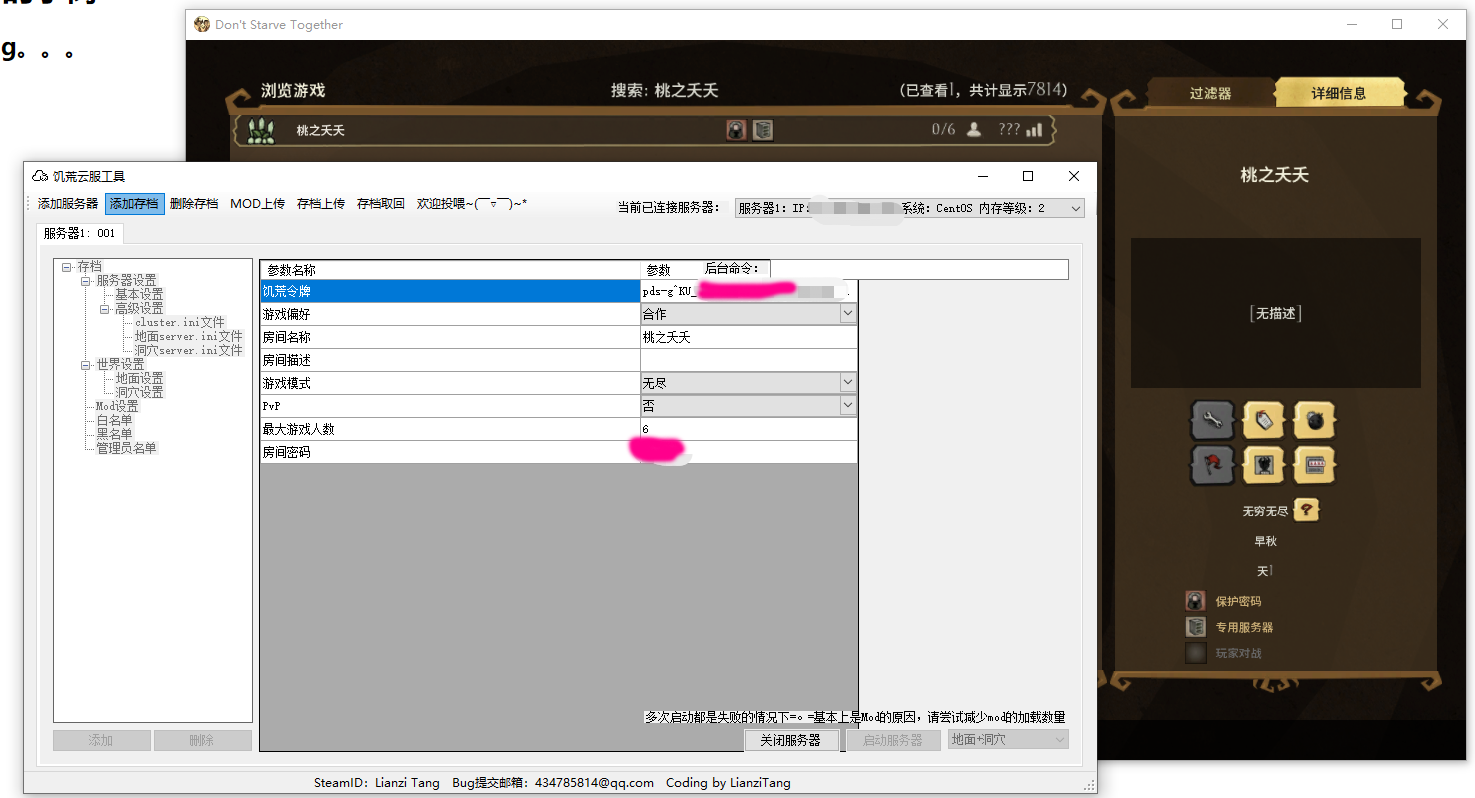 g。。。
Don't Starve Together
浏览游戏
搜索: 桃之夭夭
(已查看1，共计显示7814)
过滤器
详细信息
桃之夭夭
0/6
???
桃之夭夭
[无描述]
无穷无尽
?
早秋
天1
保护密码
专用服务器
玩家对战
饥荒云服工具
添加服务器 添加存档 删除存档 MOD上传 存档上传 存档取回 欢迎投喂~(￣▽￣)~*
当前已连接服务器：
服务器1: IP: 系统: CentOS 内存等级: 2
服务器1: 001
存档
服务器设置
基本设置
高级设置
cluster.ini文件
地面server.ini文件
洞穴server.ini文件
世界设置
地面设置
洞穴设置
Mod设置
白名单
黑名单
管理员名单
添加
删除
参数名称 参数
后台命令:
饥荒令牌 pds-g^KU_
游戏偏好 合作
房间名称 桃之夭夭
房间描述
游戏模式 无尽
PvP 否
最大游戏人数 6
房间密码
多次启动都是失败的情况下=。=基本上是Mod的原因，请尝试减少mod的加载数量
关闭服务器
启动服务器
地面+洞穴
SteamID：Lianzi Tang Bug提交邮箱：434785814@qq.com Coding by LianziTang